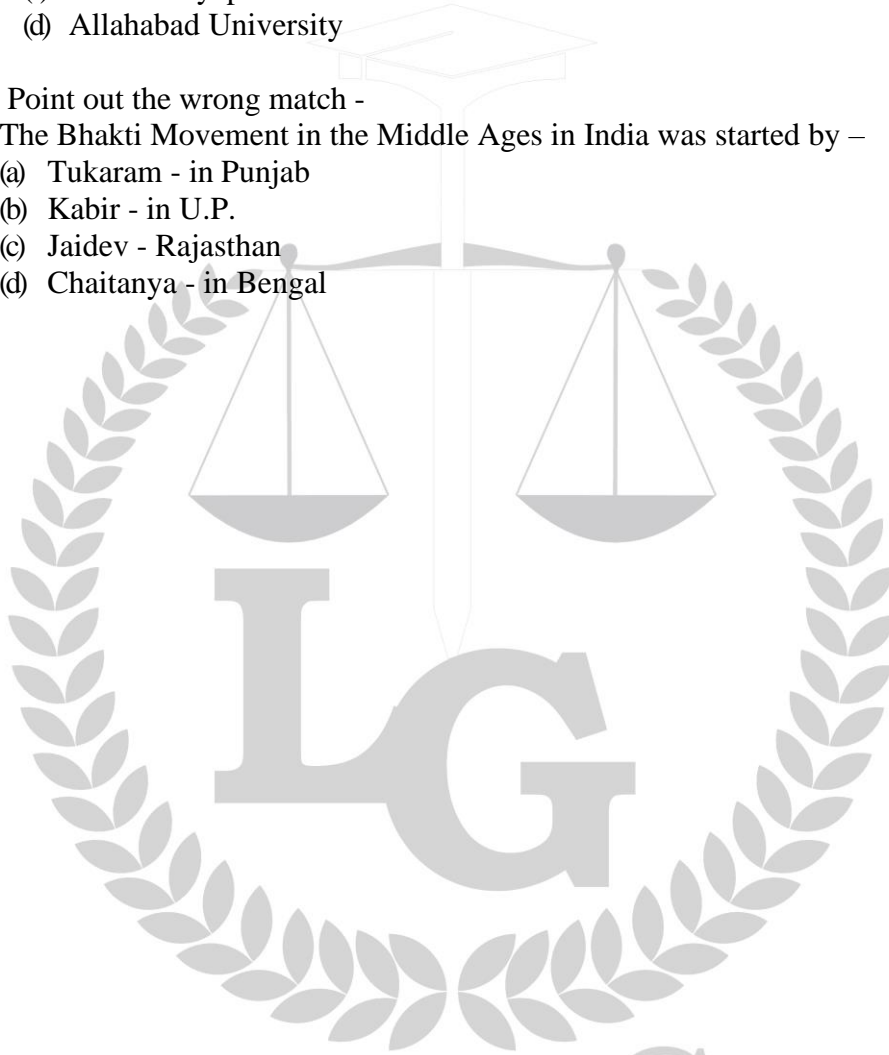 (d) Allahabad University
Point out the wrong match -
The Bhakti Movement in the Middle Ages in India was started by –
(a) Tukaram - in Punjab
(b) Kabir - in U.P.
(c) Jaidev - Rajasthan
(d) Chaitanya - in Bengal
LG